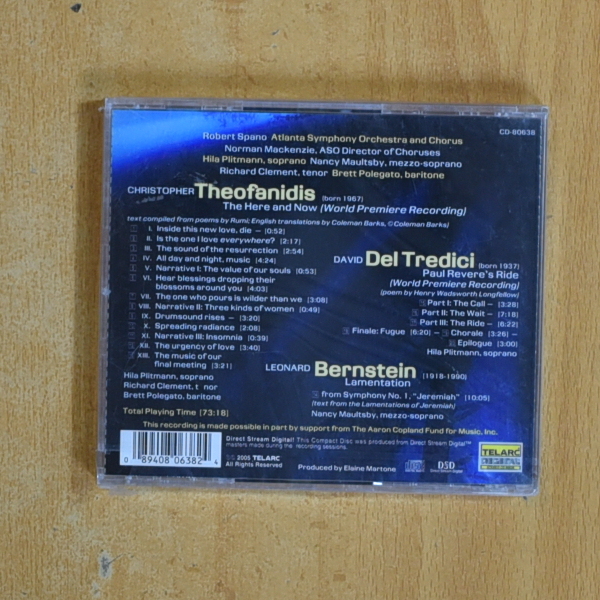 CD-80638
Robert Spano Atlanta Symphony Orchestra and Chorus
Norman Mackenzie, ASO Director of Choruses
Hila Plitmann, soprano Nancy Maultsby, mezzo-soprano
Richard Clement, tenor Brett Polegato, baritone
CHRISTOPHER Theofanidis (born 1967)
The Here and Now (World Premiere Recording)
text compiled from poems by Rumi; English translations by Coleman Barks, © Coleman Barks)
I. Inside this new love, die — [0:52]
II. Is the one I love everywhere? [2:17]
III. The sound of the resurrection [2:54]
IV. All day and night, music [4:24]
V. Narrative I: The value of our souls [0:53]
VI. Hear blessings dropping their
blossoms around you [4:03]
VII. The one who pours is wilder than we [3:08]
VIII. Narrative II: Three kinds of women [0:49]
IX. Drumsound rises — [3:20]
X. Spreading radiance [2:08]
XI. Narrative III: Insomnia [0:39]
XII. The urgency of love [3:40]
XIII. The music of our
final meeting [3:21]
Hila Plitmann, soprano
Richard Clement, t nor
Brett Polegato, baritone
DAVID Del Tredici (born 1937)
Paul Revere's Ride
(World Premiere Recording)
(poem by Henry Wadsworth Longfellow)
Part I: The Call — [3:28]
Part II: The Wait — [7:18]
Part III: The Ride — [6:22]
Finale: Fugue [6:20] — Chorale [3:26] —
Epilogue [3:00]
Hila Plitmann, soprano
LEONARD Bernstein (1918-1990)
Lamentation
from Symphony No. 1, "Jeremiah" [10:05]
(text from the Lamentations of Jeremiah)
Nancy Maultsby, mezzo-soprano
Total Playing Time [73:18]
This recording is made possible in part by support from The Aaron Copland Fund for Music, Inc.
Direct Stream Digital! This Compact Disc was produced from Direct Stream Digital™
masters made during the recording sessions.
2005 TELARC
All Rights Reserved
Produced by Elaine Martone
DSD
Direct Stream Digital
TELARC
0 89408 06382 4